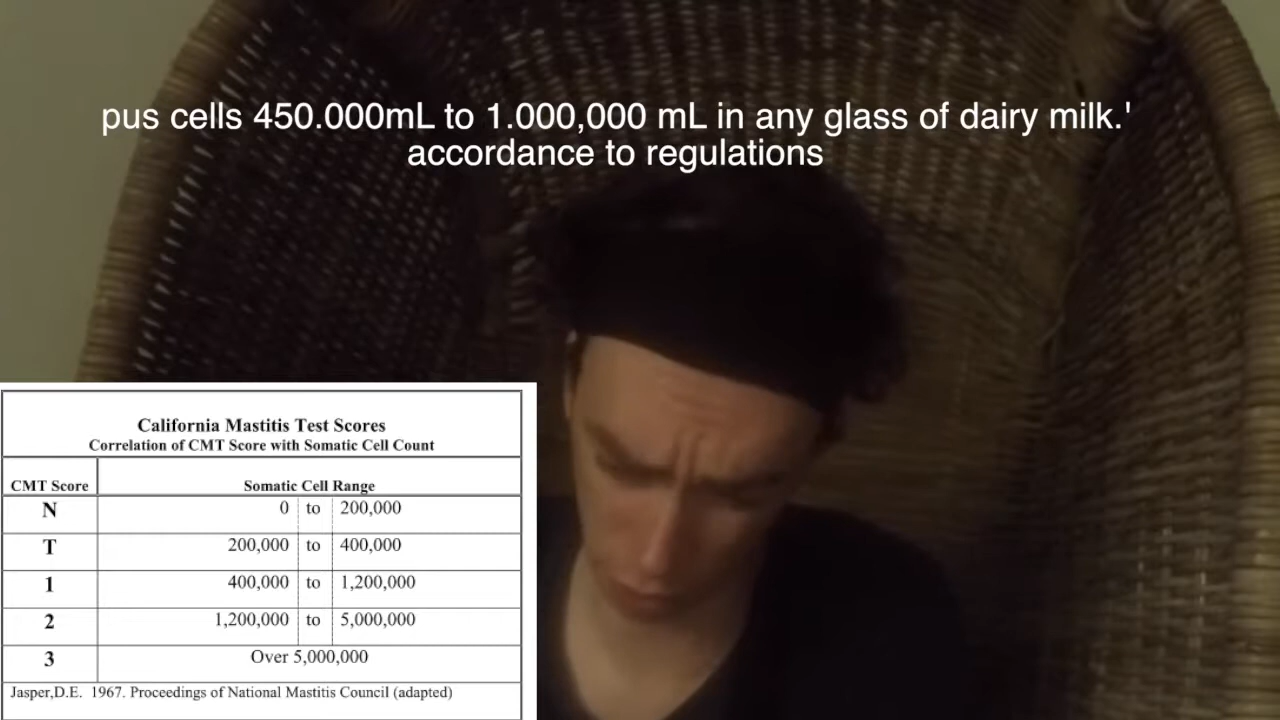 pus cells 450.000mL to 1.000,000 mL in any glass of dairy milk.'
accordance to regulations
California Mastitis Test Scores
Correlation of CMT Score with Somatic Cell Count
CMT Score Somatic Cell Range
N 0 to 200,000
T 200,000 to 400,000
1 400,000 to 1,200,000
2 1,200,000 to 5,000,000
3 Over 5,000,000
Jasper,D.E. 1967. Proceedings of National Mastitis Council (adapted)